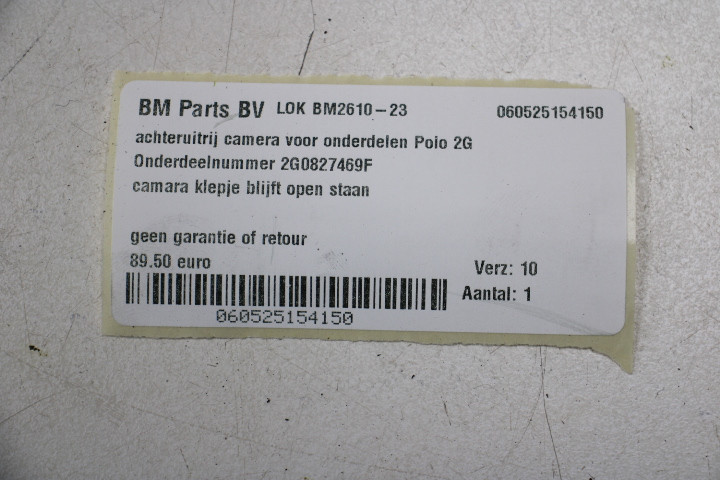 BM Parts BV LOK BM2610-23 060525154150
achteruitrij camera voor onderdelen Polo 2G
Onderdeelnummer 2G0827469F
camara klepje blijft open staan
geen garantie of retour
89.50 euro
Verz: 10
Aantal: 1
060525154150